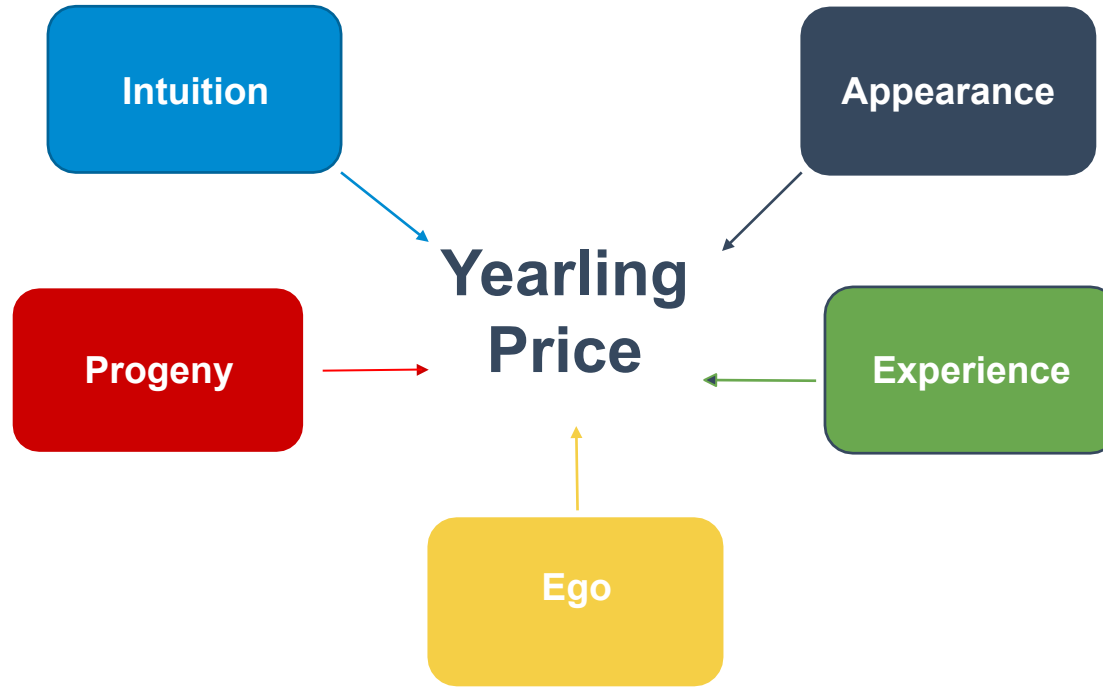 Intuition
Appearance
Yearling
Price
Progeny
Experience
Ego